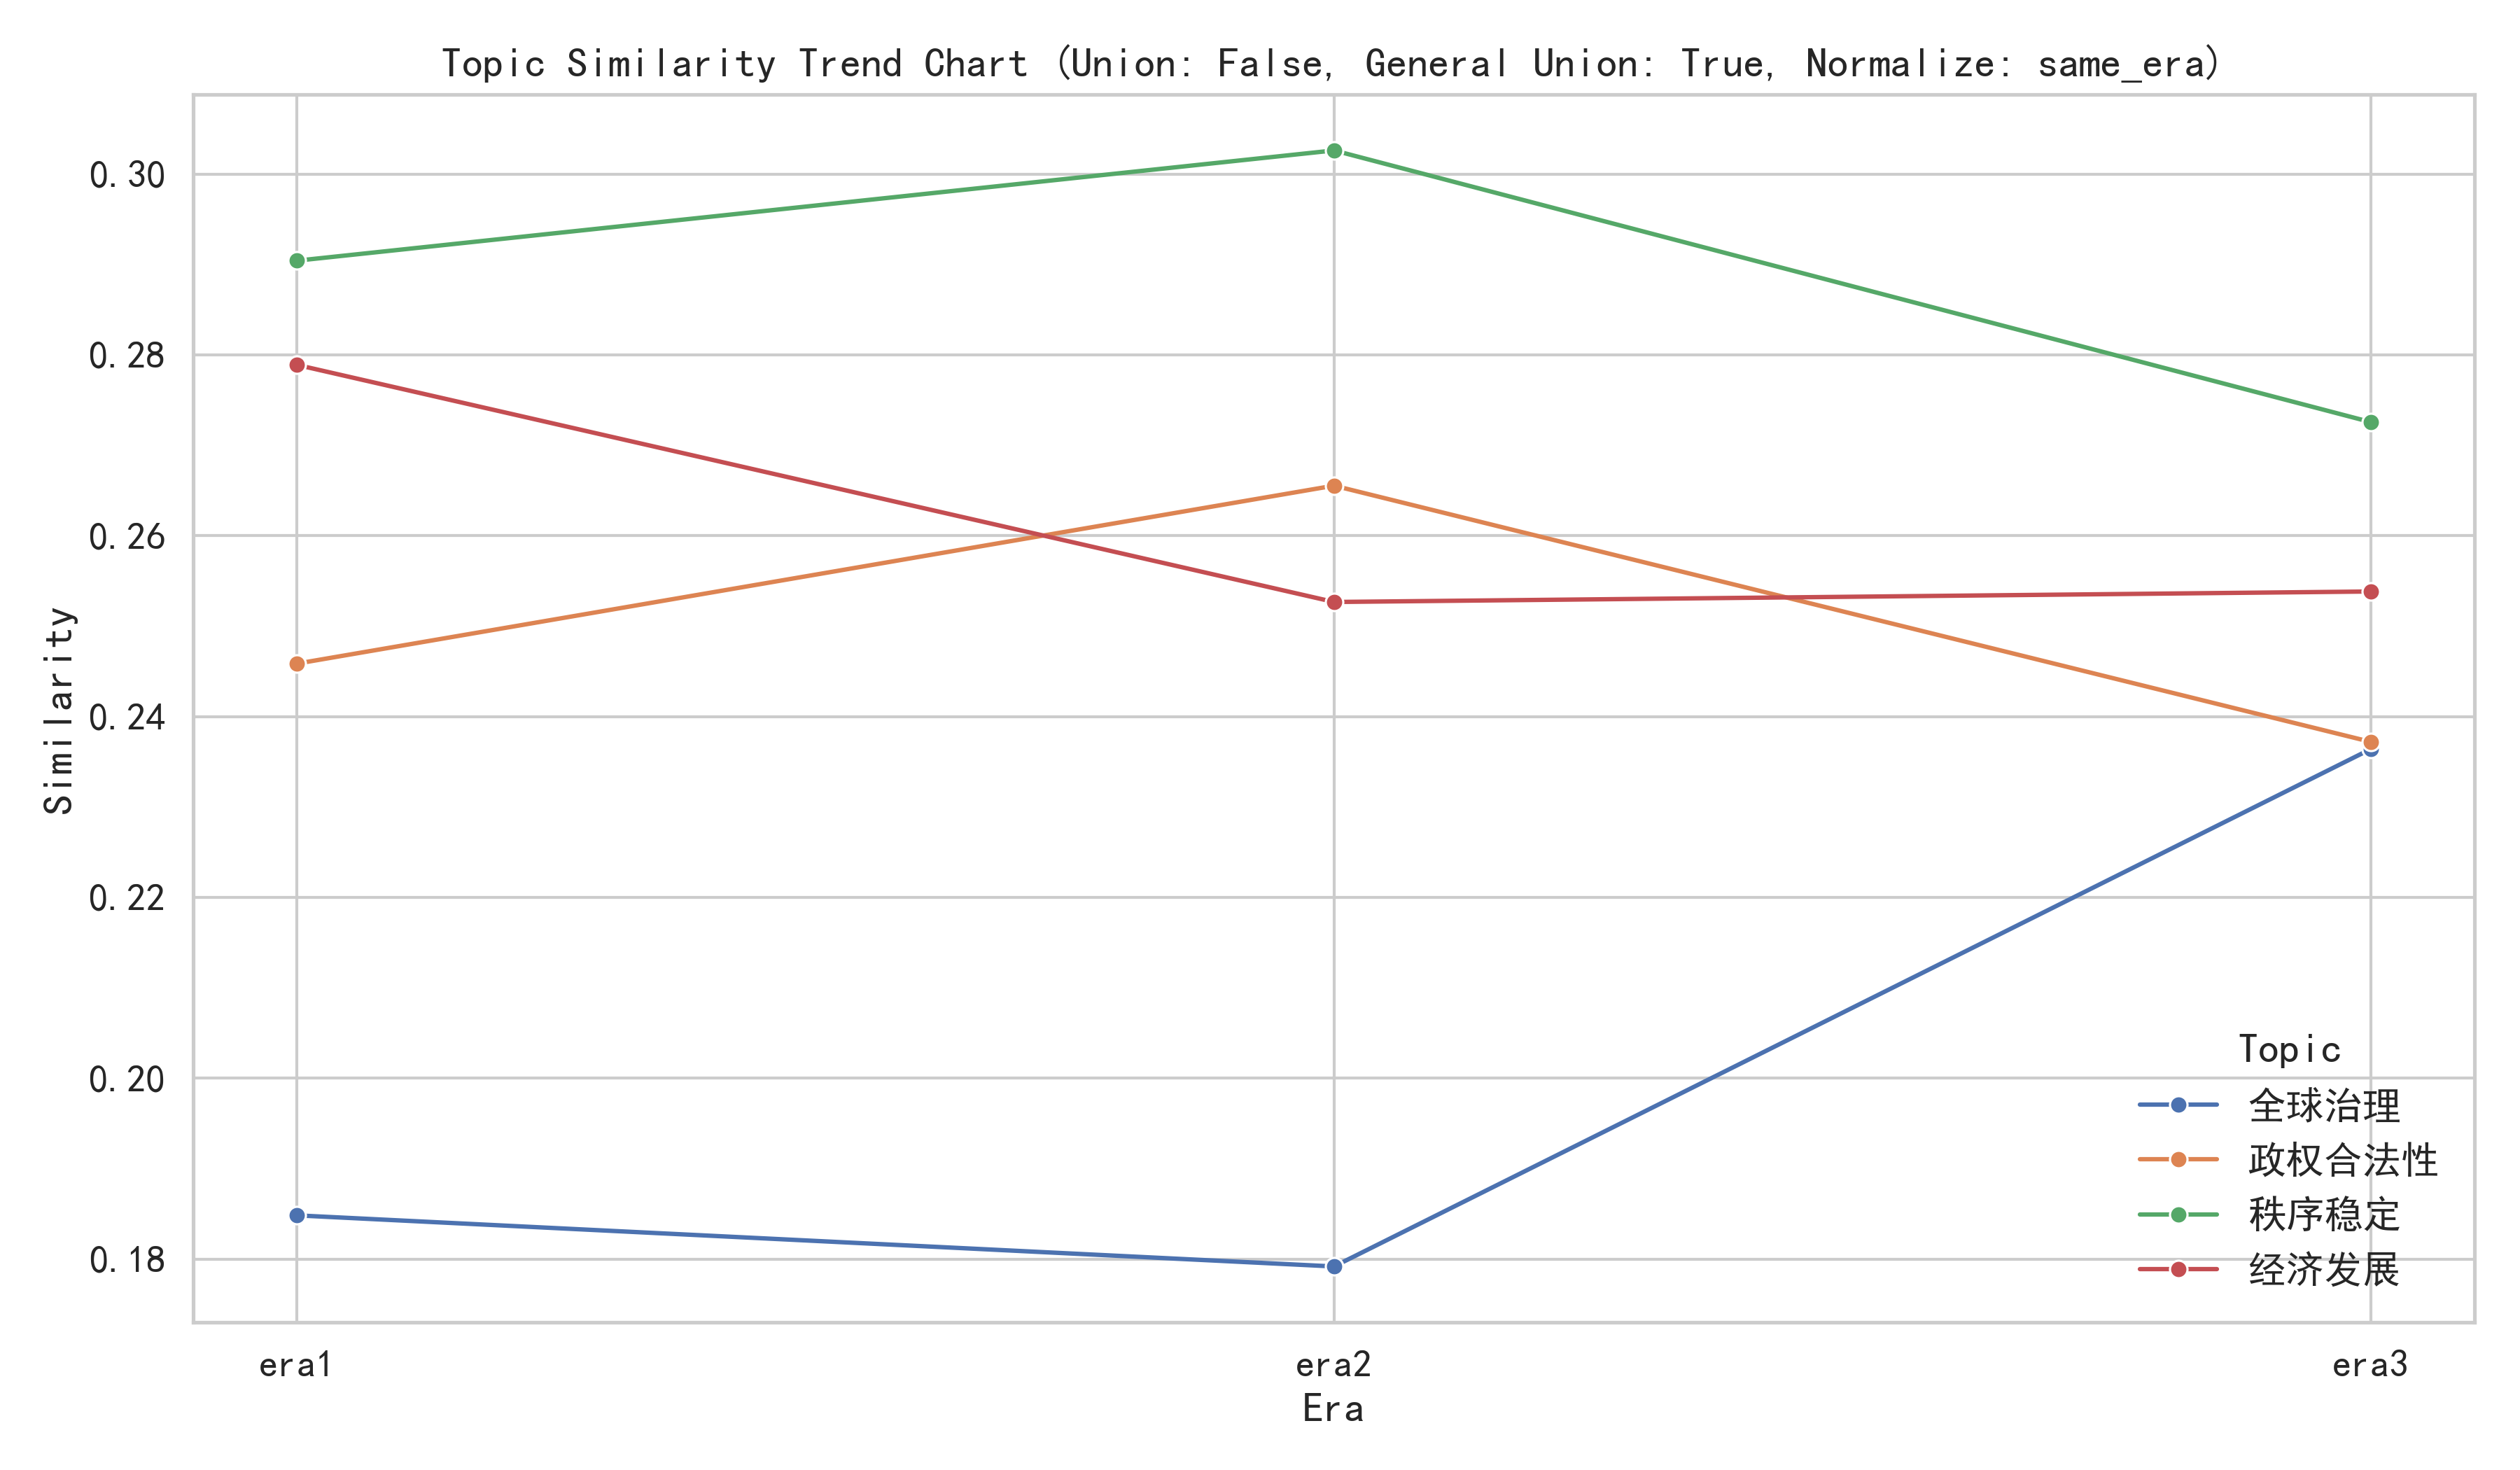 Topic Similarity Trend Chart (Union: False, General Union: True, Normalize: same_era)
0.30
0.28
0.26
0.24
0.22
0.20
0.18
Similarity
era1
era2
era3
Era
Topic
全球治理
政权合法性
秩序稳定
经济发展